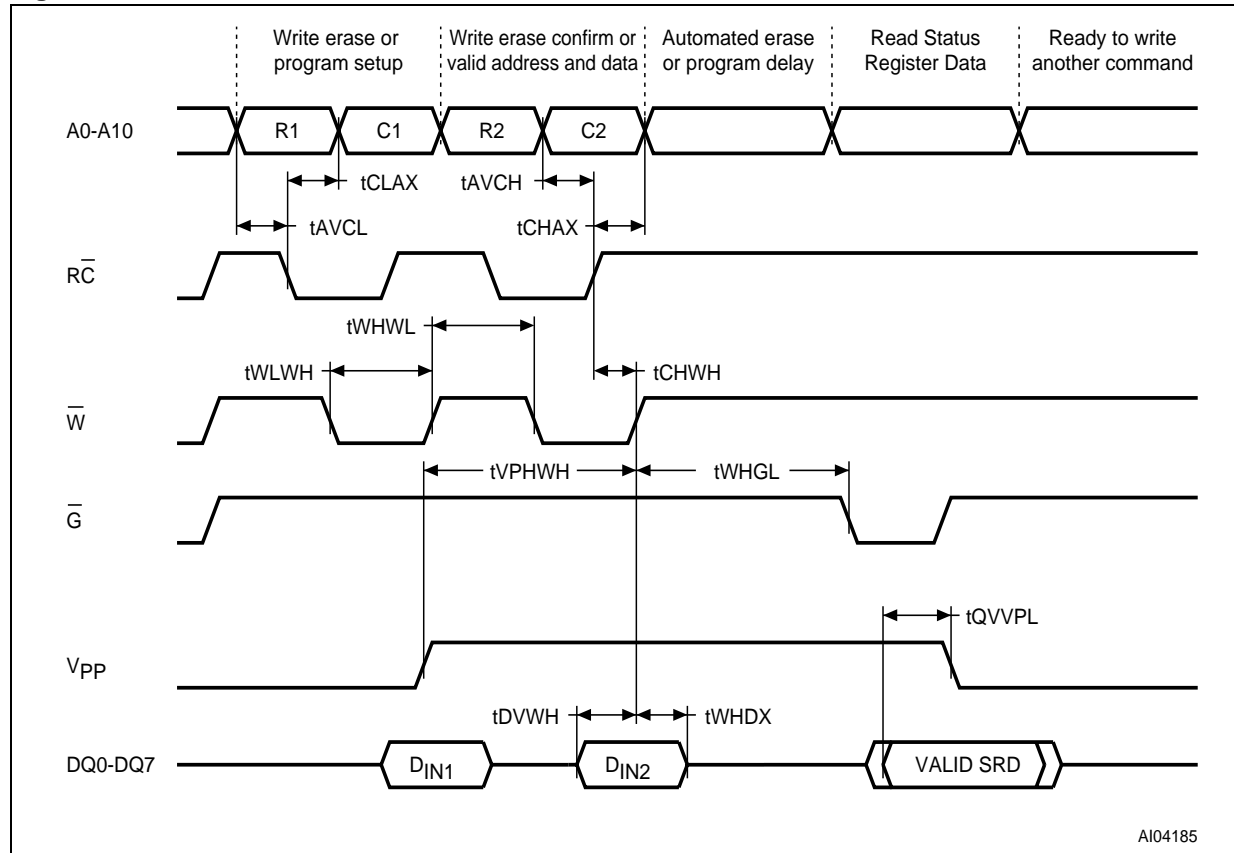 Write erase or
program setup
Write erase confirm or
valid address and data
Automated erase
or program delay
Read Status
Register Data
Ready to write
another command
A0-A10
R1
C1
R2
C2
tCLAX
tAVCH
tAVCL
tCHAX
RC̅
tWHWL
tWLWH
tCHWH
W̅
tVPHWH
tWHGL
G̅
tQVVPL
VPP
tDVWH
tWHDX
DQ0-DQ7
DIN1
DIN2
VALID SRD
AI04185